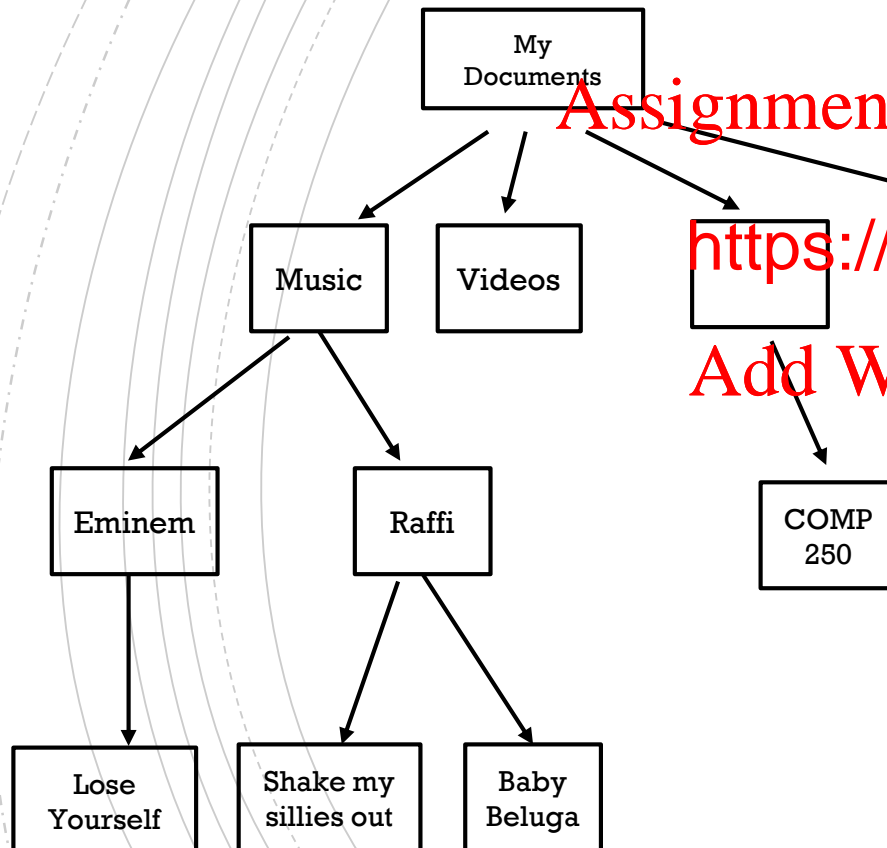 My
Documents
Assignmen
https://
Music
Videos
Add W
Eminem
Raffi
COMP
250
Lose
Yourself
Shake my
sillies out
Baby
Beluga